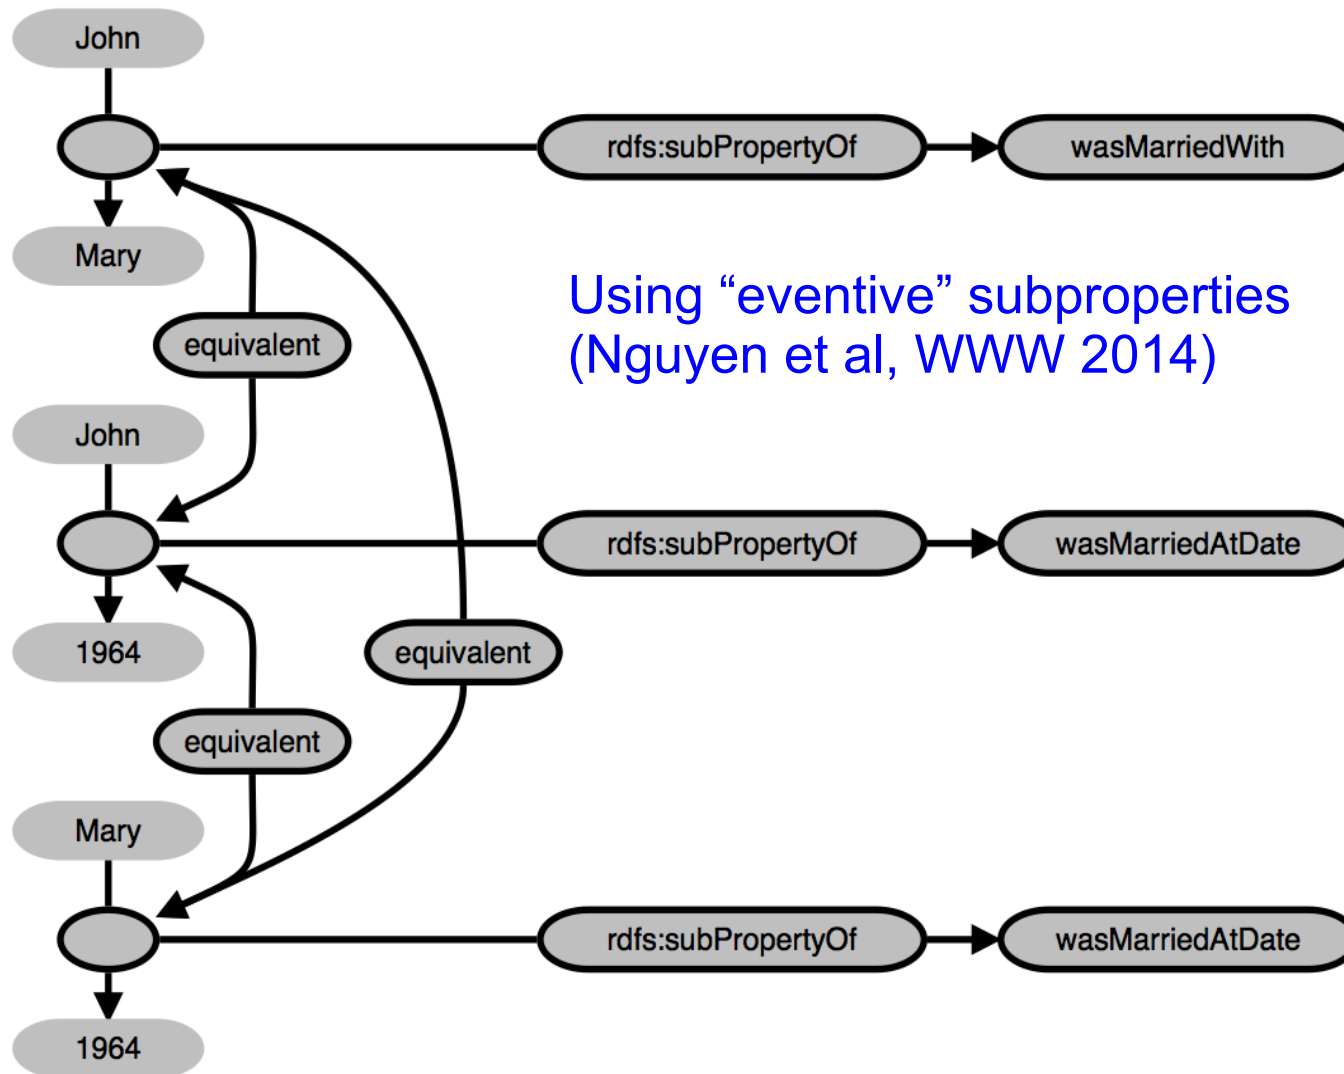 John
rdfs:subPropertyOf
wasMarriedWith
Mary
Using “eventive” subproperties
(Nguyen et al, WWW 2014)
equivalent
John
rdfs:subPropertyOf
wasMarriedAtDate
1964
equivalent
equivalent
Mary
rdfs:subPropertyOf
wasMarriedAtDate
1964